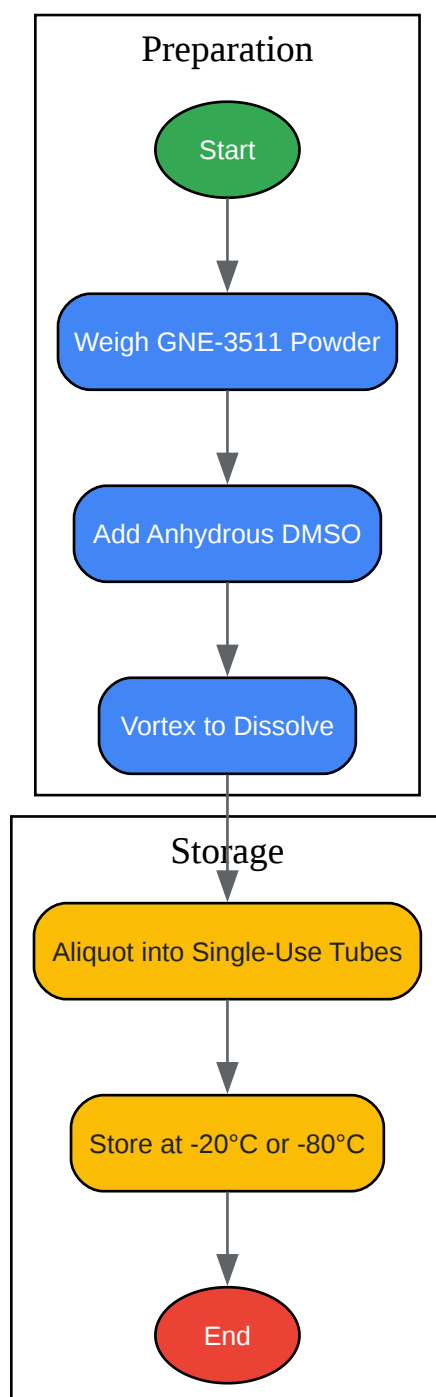 Preparation
Start
Weigh GNE-3511 Powder
Add Anhydrous DMSO
Vortex to Dissolve
Storage
Aliquot into Single-Use Tubes
Store at -20°C or -80°C
End